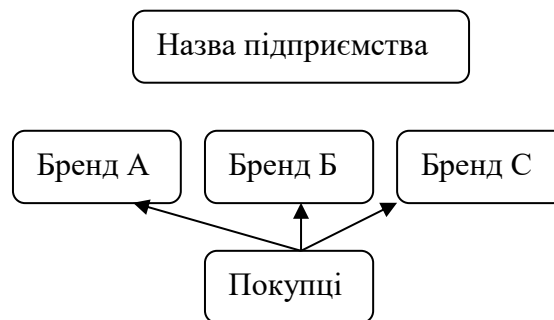 Назва підприємства
Бренд А
Бренд Б
Бренд С
Покупці